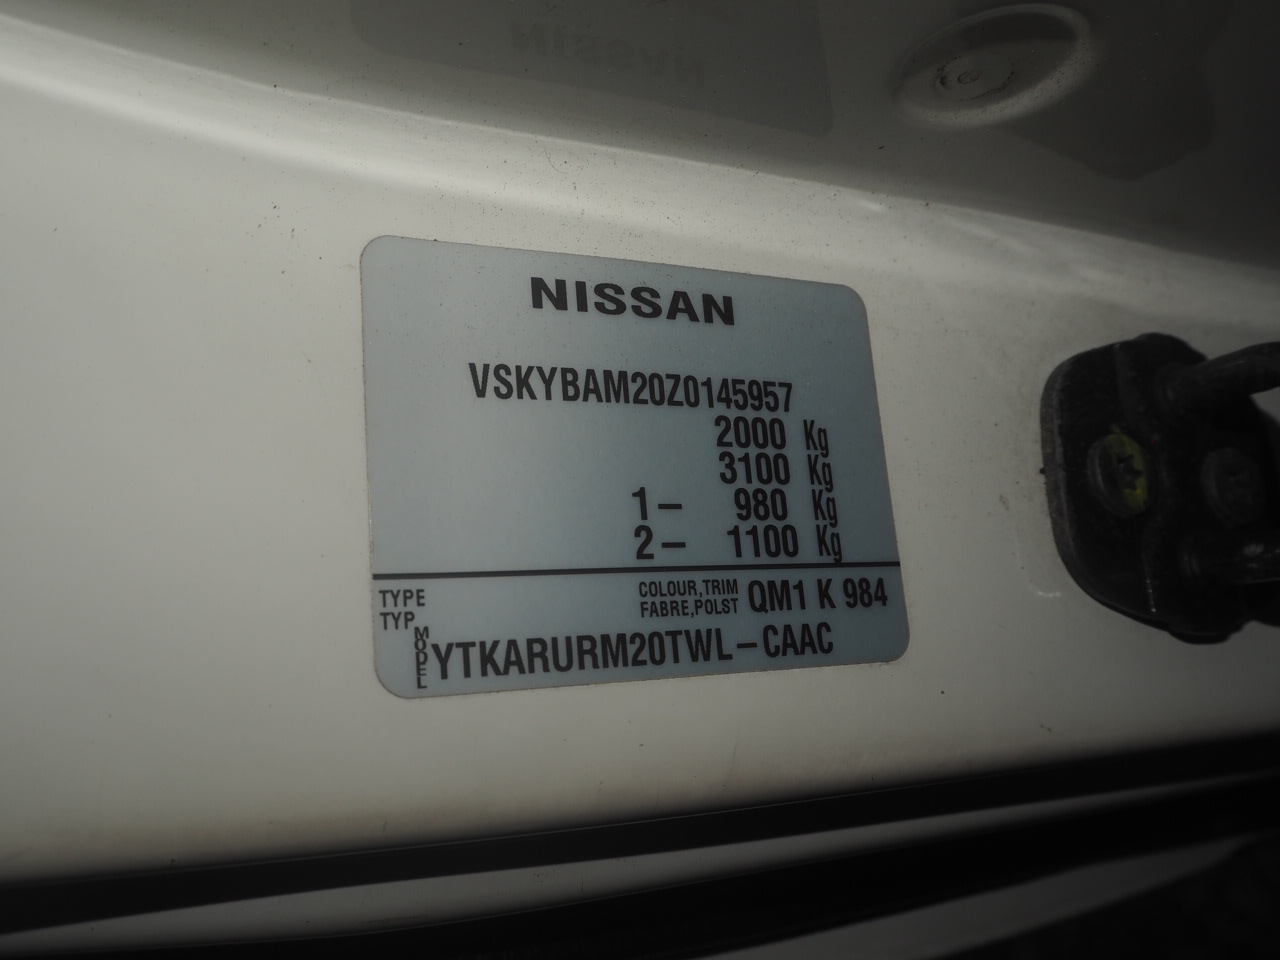 NISSAN
VSKYBAM20Z0145957
2000 Kg
3100 Kg
1– 980 Kg
2– 1100 Kg
TYPE COLOUR,TRIM QM1 K 984
TYP FABRE,POLST
MODEL YTKARURM20TWL–CAAC